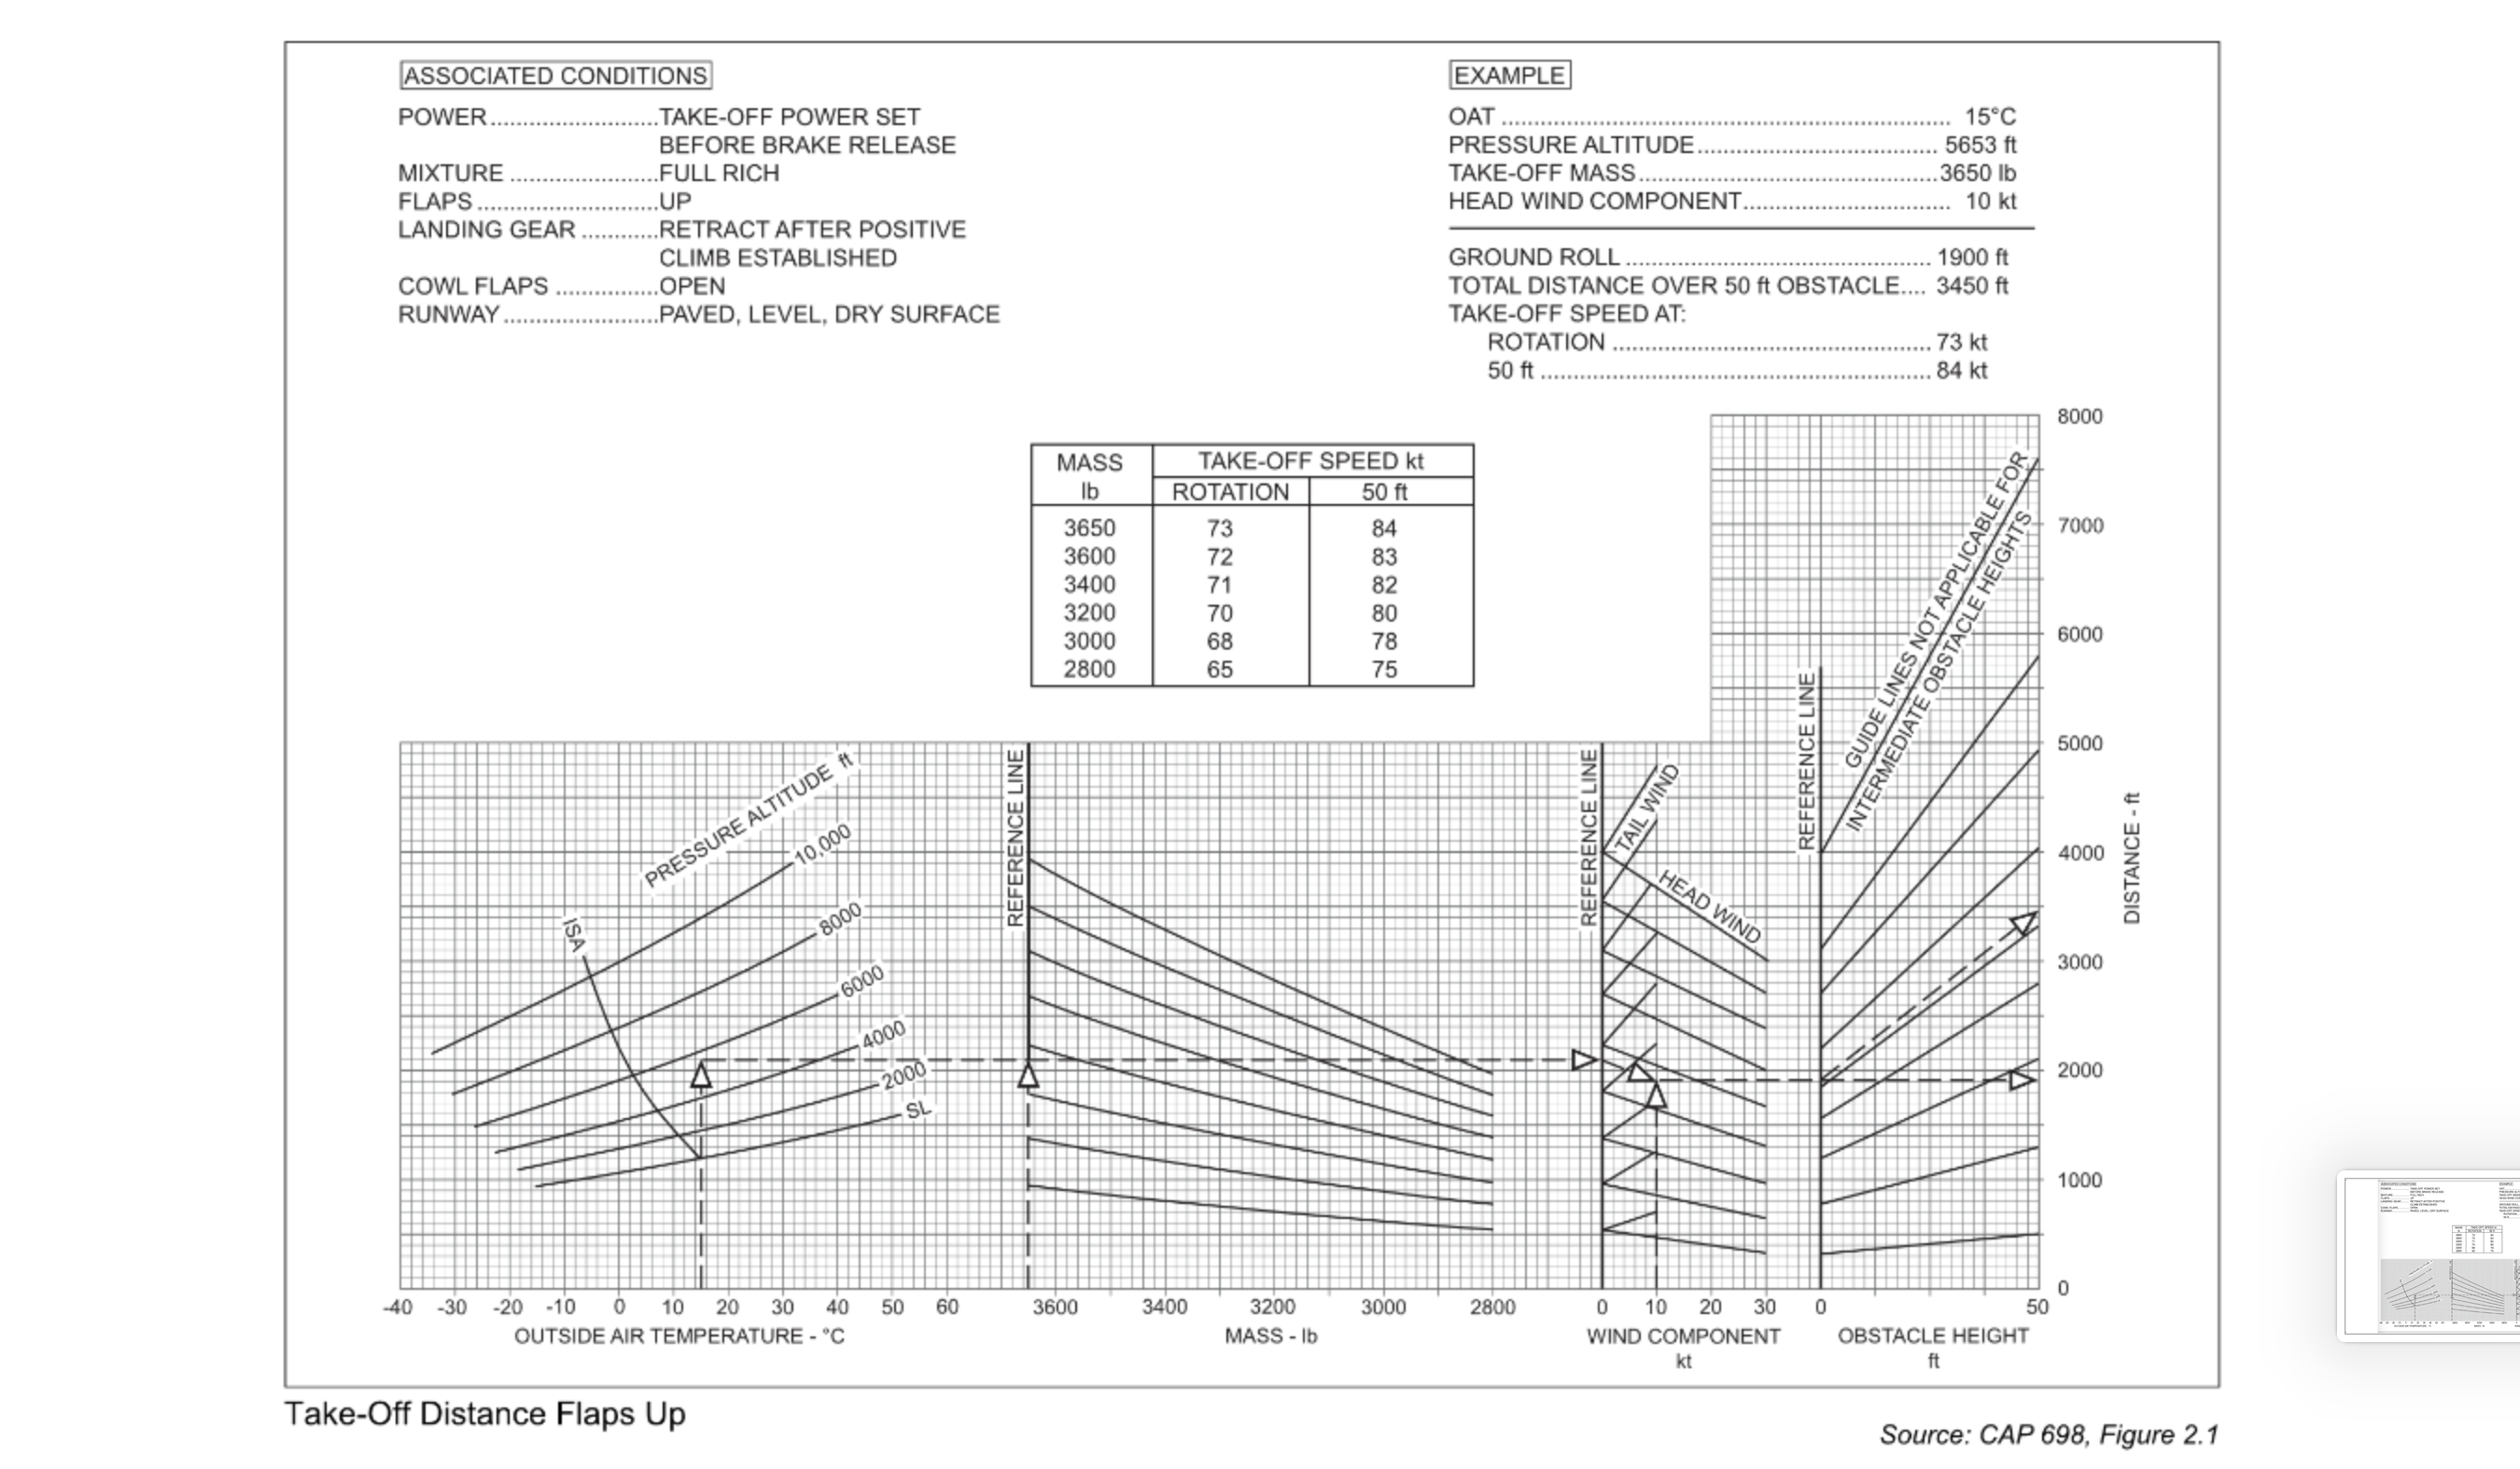 ASSOCIATED CONDITIONS
POWER.........................TAKE-OFF POWER SET
BEFORE BRAKE RELEASE
MIXTURE ......................FULL RICH
FLAPS ...........................UP
LANDING GEAR ............RETRACT AFTER POSITIVE
CLIMB ESTABLISHED
COWL FLAPS ................OPEN
RUNWAY.......................PAVED, LEVEL, DRY SURFACE
EXAMPLE
OAT .................................................................... 15°C
PRESSURE ALTITUDE.................................... 5653 ft
TAKE-OFF MASS.............................................3650 lb
HEAD WIND COMPONENT............................... 10 kt
GROUND ROLL .............................................. 1900 ft
TOTAL DISTANCE OVER 50 ft OBSTACLE.... 3450 ft
TAKE-OFF SPEED AT:
ROTATION ................................................ 73 kt
50 ft ........................................................... 84 kt
MASS lb TAKE-OFF SPEED kt
ROTATION 50 ft
3650 73 84
3600 72 83
3400 71 82
3200 70 80
3000 68 78
2800 65 75
PRESSURE ALTITUDE ft
10,000
8000
6000
4000
2000
SL
ISA
REFERENCE LINE
REFERENCE LINE
TAIL WIND
HEAD WIND
REFERENCE LINE
GUIDE LINES NOT APPLICABLE FOR
INTERMEDIATE OBSTACLE HEIGHTS
8000
7000
6000
5000
4000
3000
2000
1000
0
DISTANCE - ft
-40 -30 -20 -10 0 10 20 30 40 50 60 3600 3400 3200 3000 2800 0 10 20 30 0 50
OUTSIDE AIR TEMPERATURE - °C MASS - lb WIND COMPONENT OBSTACLE HEIGHT
kt ft
Take-Off Distance Flaps Up
Source: CAP 698, Figure 2.1